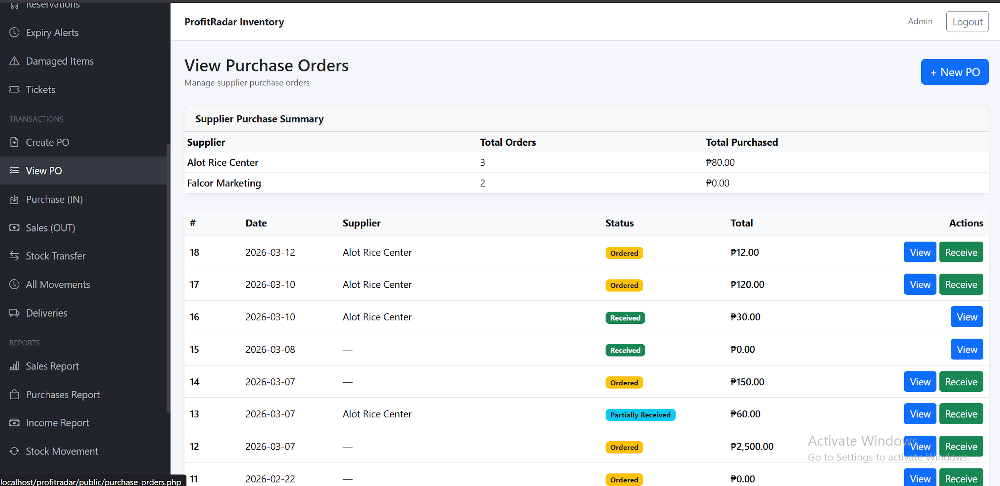 Reservations
Expiry Alerts
Damaged Items
Tickets
TRANSACTIONS
Create PO
View PO
Purchase (IN)
Sales (OUT)
Stock Transfer
All Movements
Deliveries
REPORTS
Sales Report
Purchases Report
Income Report
Stock Movement
localhost/profitradar/public/purchase_orders.php
ProfitRadar Inventory
Admin Logout
View Purchase Orders
Manage supplier purchase orders
+ New PO
Supplier Purchase Summary
Supplier Total Orders Total Purchased
Alot Rice Center 3 ₱80.00
Falcor Marketing 2 ₱0.00
# Date Supplier Status Total Actions
18 2026-03-12 Alot Rice Center Ordered ₱12.00 View Receive
17 2026-03-10 Alot Rice Center Ordered ₱120.00 View Receive
16 2026-03-10 Alot Rice Center Received ₱30.00 View
15 2026-03-08 — Received ₱0.00 View
14 2026-03-07 — Ordered ₱150.00 View Receive
13 2026-03-07 Alot Rice Center Partially Received ₱60.00 View Receive
12 2026-03-07 — Ordered ₱2,500.00 View Receive
11 2026-02-22 — Ordered ₱0.00 View Receive
Activate Windows
Go to Settings to activate Windows.